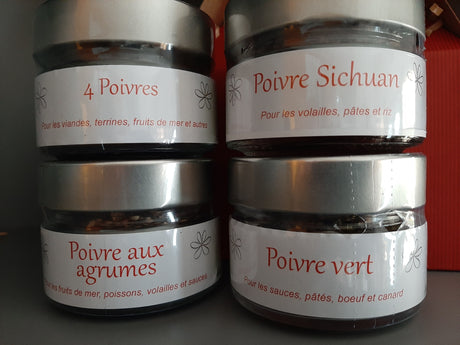 4 Poivres
Pour les viandes, terrines, fruits de mer et autres
Poivre Sichuan
Pour les volailles, pâtes et riz
Poivre aux
agrumes
Pour les fruits de mer, poissons, volailles et sauces
Poivre vert
Pour les sauces, pâtés, boeuf et canard